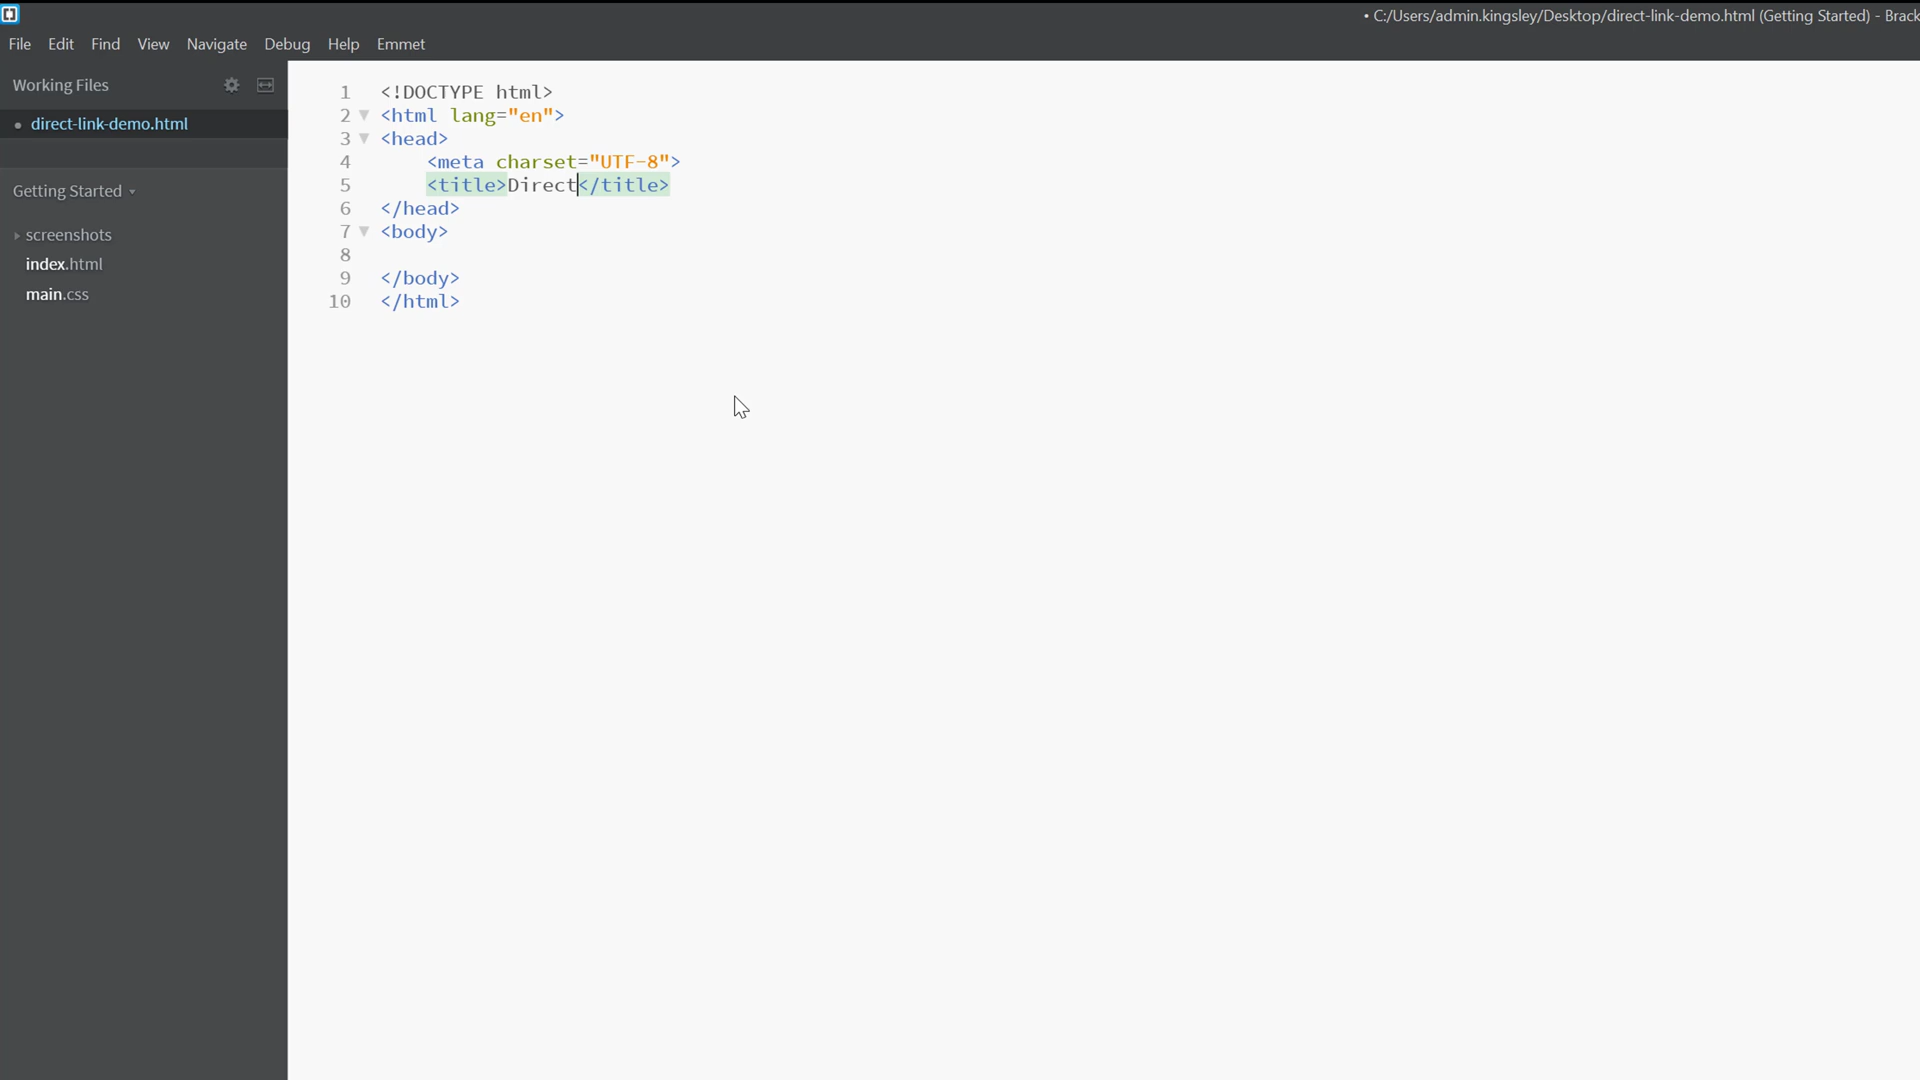 • C:/Users/admin.kingsley/Desktop/direct-link-demo.html (Getting Started) - Brack
File Edit Find View Navigate Debug Help Emmet
Working Files
• direct-link-demo.html
Getting Started
screenshots
index.html
main.css
1 <!DOCTYPE html>
2 <html lang="en">
3 <head>
4 <meta charset="UTF-8">
5 <title>Direct</title>
6 </head>
7 <body>
8
9 </body>
10 </html>